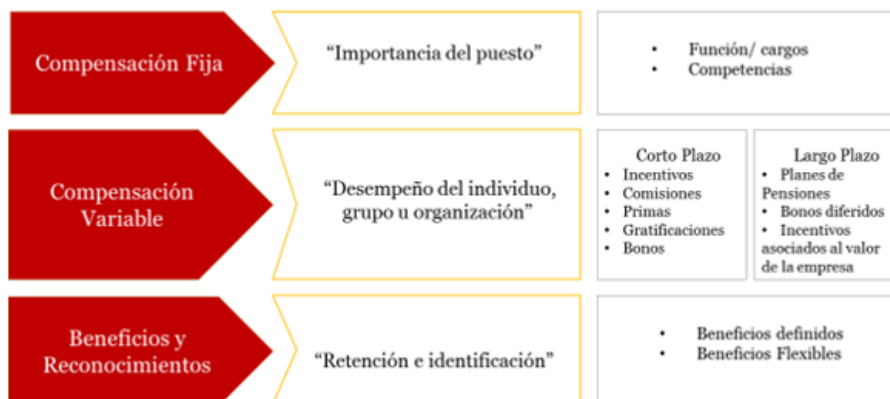 Compensación Fija
“Importancia del puesto”
• Función/ cargos
• Competencias
Compensación
Variable
“Desempeño del individuo,
grupo u organización”
Corto Plazo
• Incentivos
• Comisiones
• Primas
• Gratificaciones
• Bonos
Largo Plazo
• Planes de
Pensiones
• Bonos diferidos
• Incentivos
asociados al valor
de la empresa
Beneficios y
Reconocimientos
“Retención e identificación”
• Beneficios definidos
• Beneficios Flexibles